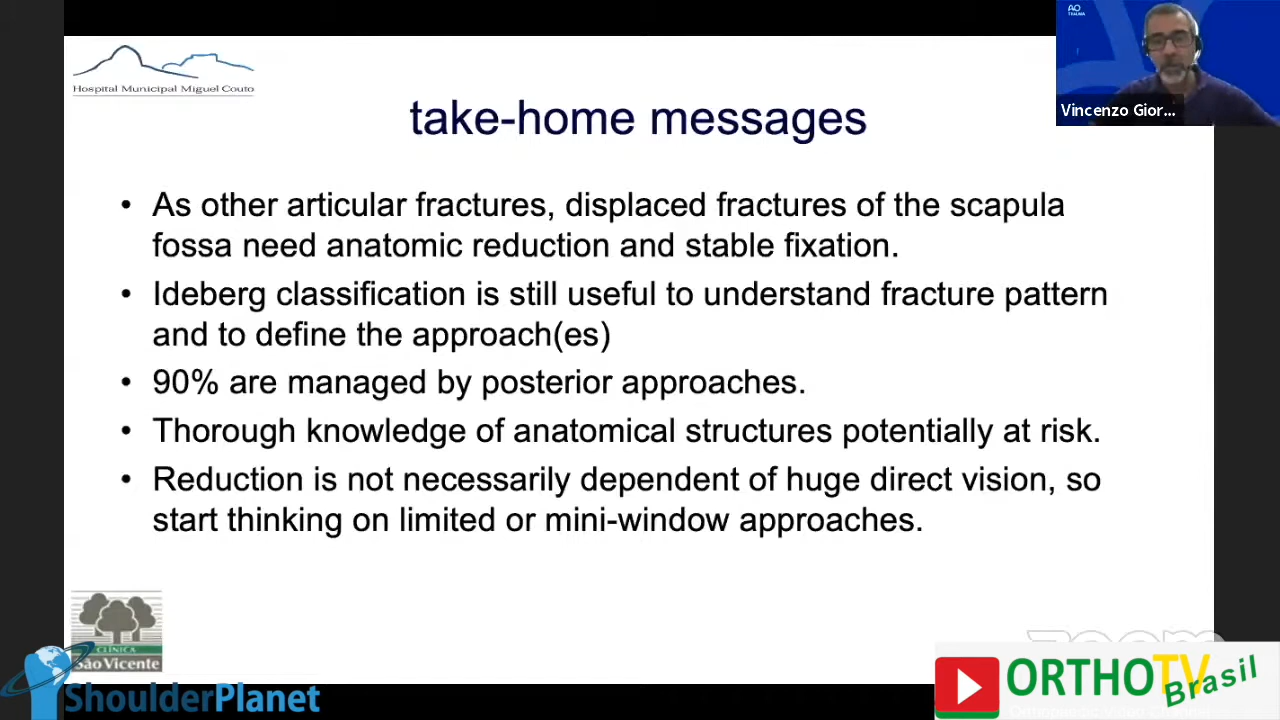 AO
TRAUMA
Hospital Municipal Miguel Couto
Vincenzo Gior...
take-home messages
• As other articular fractures, displaced fractures of the scapula
fossa need anatomic reduction and stable fixation.
• Ideberg classification is still useful to understand fracture pattern
and to define the approach(es)
• 90% are managed by posterior approaches.
• Thorough knowledge of anatomical structures potentially at risk.
• Reduction is not necessarily dependent of huge direct vision, so
start thinking on limited or mini-window approaches.
CLÍNICA
São Vicente
ShoulderPlanet
zoom
ORTHOTV
Brasil